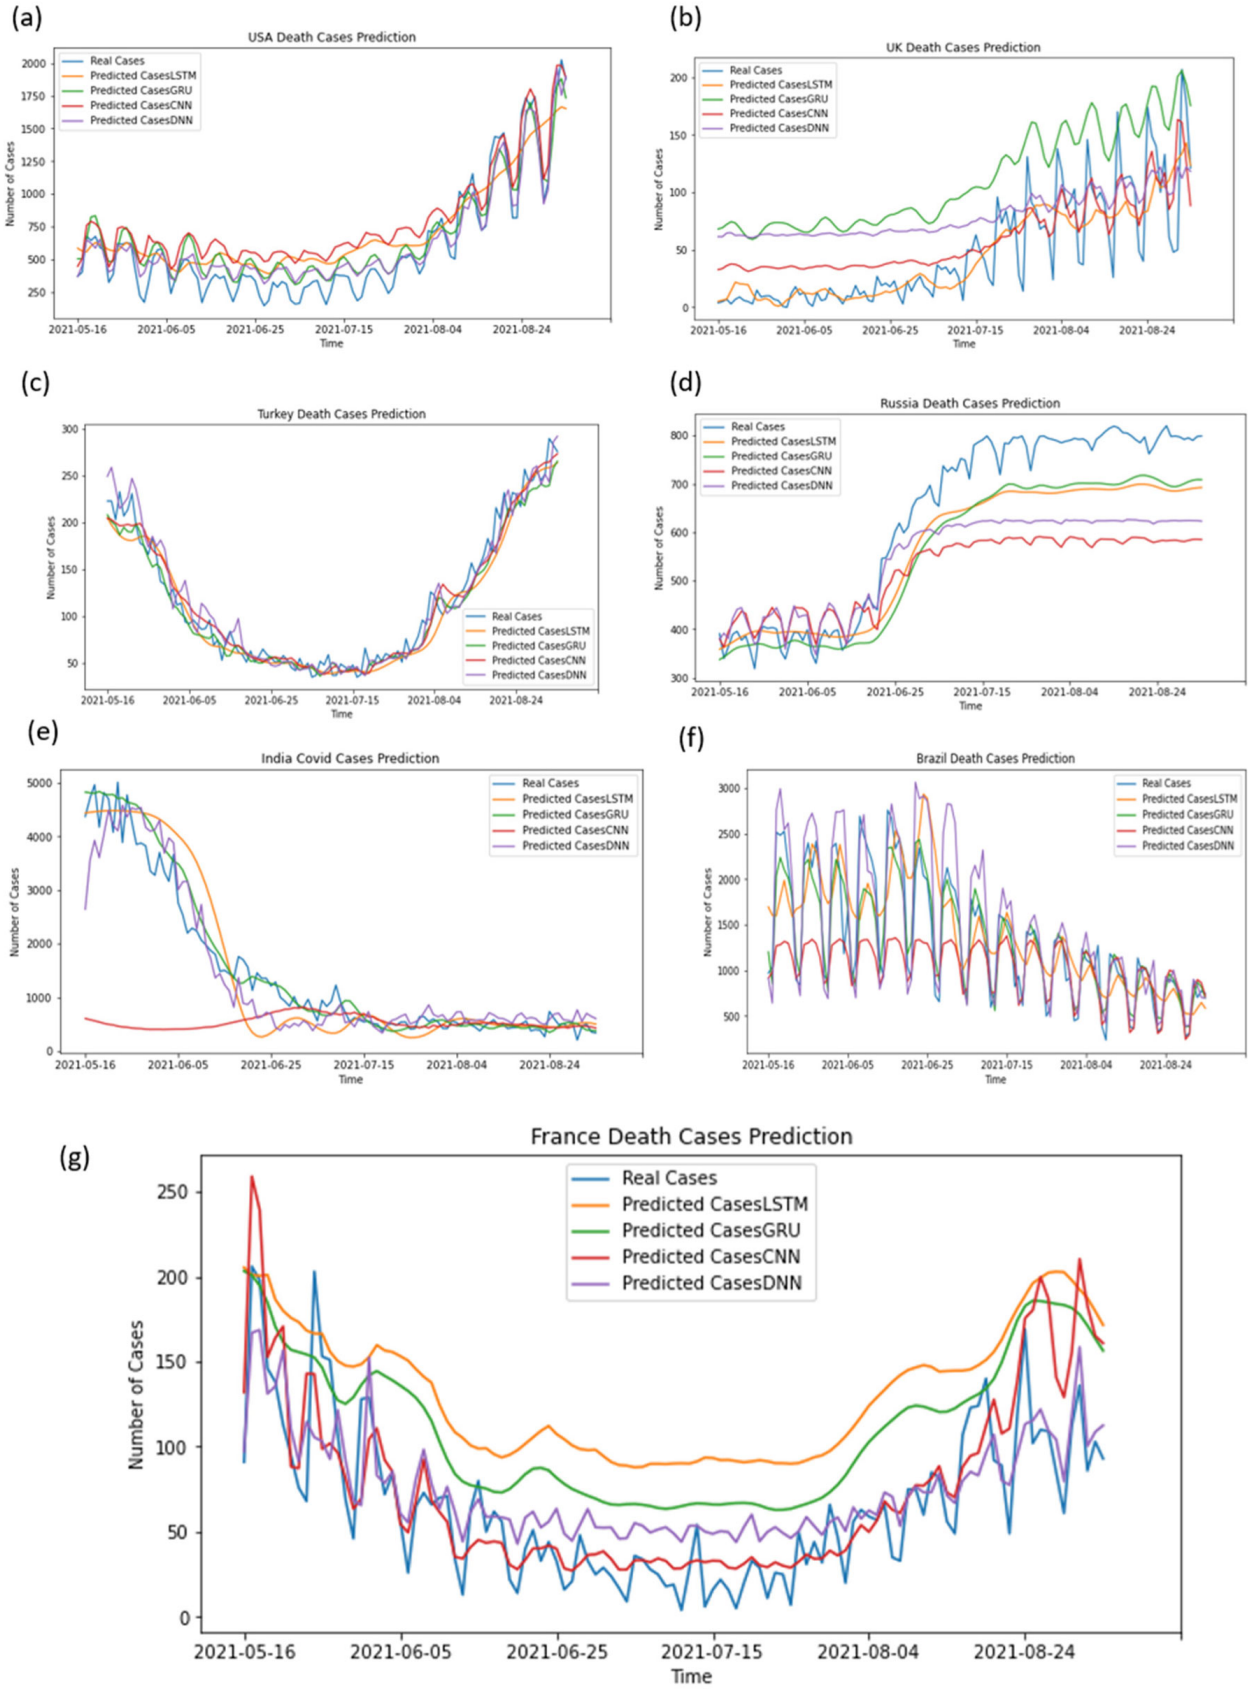 (a)
USA Death Cases Prediction
Number of Cases
2000
1750
1500
1250
1000
750
500
250
Real Cases
Predicted CasesLSTM
Predicted CasesGRU
Predicted CasesCNN
Predicted CasesDNN
2021-05-16 2021-06-05 2021-06-25 2021-07-15 2021-08-04 2021-08-24
Time
(b)
UK Death Cases Prediction
Number of Cases
200
150
100
50
0
Real Cases
Predicted CasesLSTM
Predicted CasesGRU
Predicted CasesCNN
Predicted CasesDNN
2021-05-16 2021-06-05 2021-06-25 2021-07-15 2021-08-04 2021-08-24
Time
(c)
Turkey Death Cases Prediction
Number of Cases
300
250
200
150
100
50
Real Cases
Predicted CasesLSTM
Predicted CasesGRU
Predicted CasesCNN
Predicted CasesDNN
2021-05-16 2021-06-05 2021-06-25 2021-07-15 2021-08-04 2021-08-24
Time
(d)
Russia Death Cases Prediction
Number of Cases
800
700
600
500
400
300
Real Cases
Predicted CasesLSTM
Predicted CasesGRU
Predicted CasesCNN
Predicted CasesDNN
2021-05-16 2021-06-05 2021-06-25 2021-07-15 2021-08-04 2021-08-24
Time
(e)
India Covid Cases Prediction
Number of Cases
5000
4000
3000
2000
1000
0
Real Cases
Predicted CasesLSTM
Predicted CasesGRU
Predicted CasesCNN
Predicted CasesDNN
2021-05-16 2021-06-05 2021-06-25 2021-07-15 2021-08-04 2021-08-24
Time
(f)
Brazil Death Cases Prediction
Number of Cases
3000
2500
2000
1500
1000
500
Real Cases
Predicted CasesLSTM
Predicted CasesGRU
Predicted CasesCNN
Predicted CasesDNN
2021-05-16 2021-06-05 2021-06-25 2021-07-15 2021-08-04 2021-08-24
Time
(g)
France Death Cases Prediction
Number of Cases
250
200
150
100
50
0
Real Cases
Predicted CasesLSTM
Predicted CasesGRU
Predicted CasesCNN
Predicted CasesDNN
2021-05-16 2021-06-05 2021-06-25 2021-07-15 2021-08-04 2021-08-24
Time